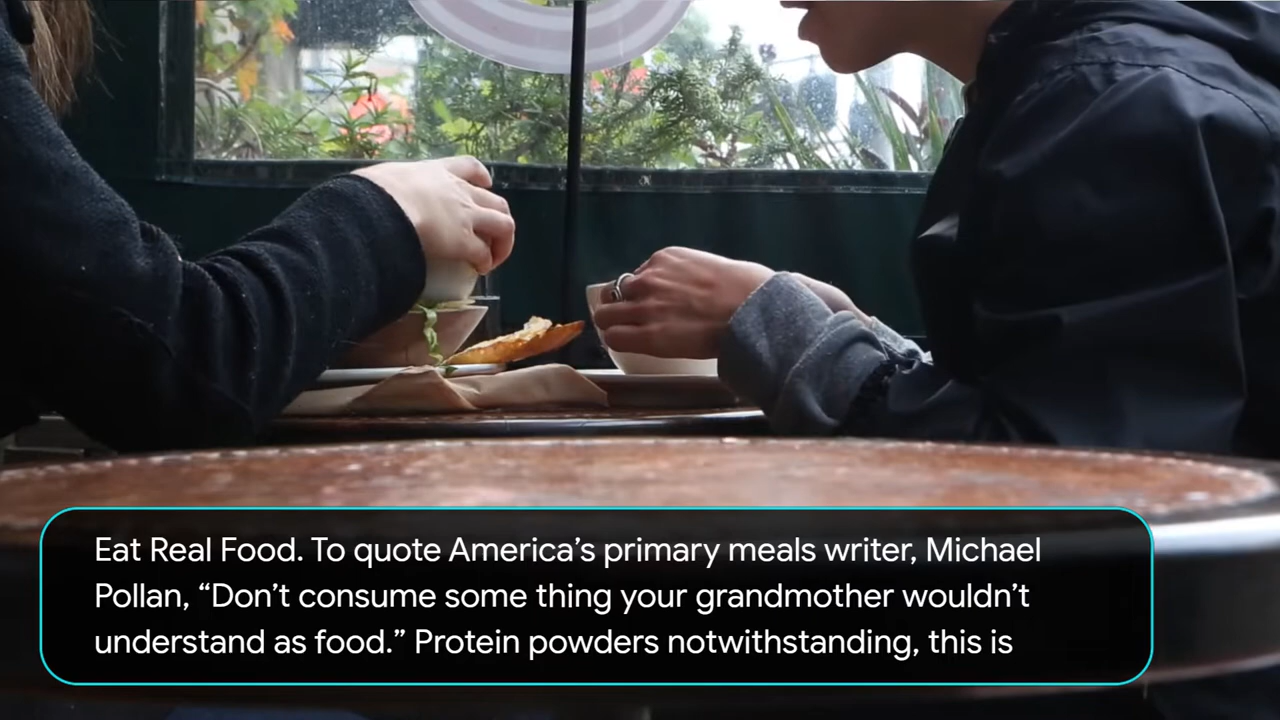 Eat Real Food. To quote America’s primary meals writer, Michael
Pollan, “Don’t consume some thing your grandmother wouldn’t
understand as food.” Protein powders notwithstanding, this is